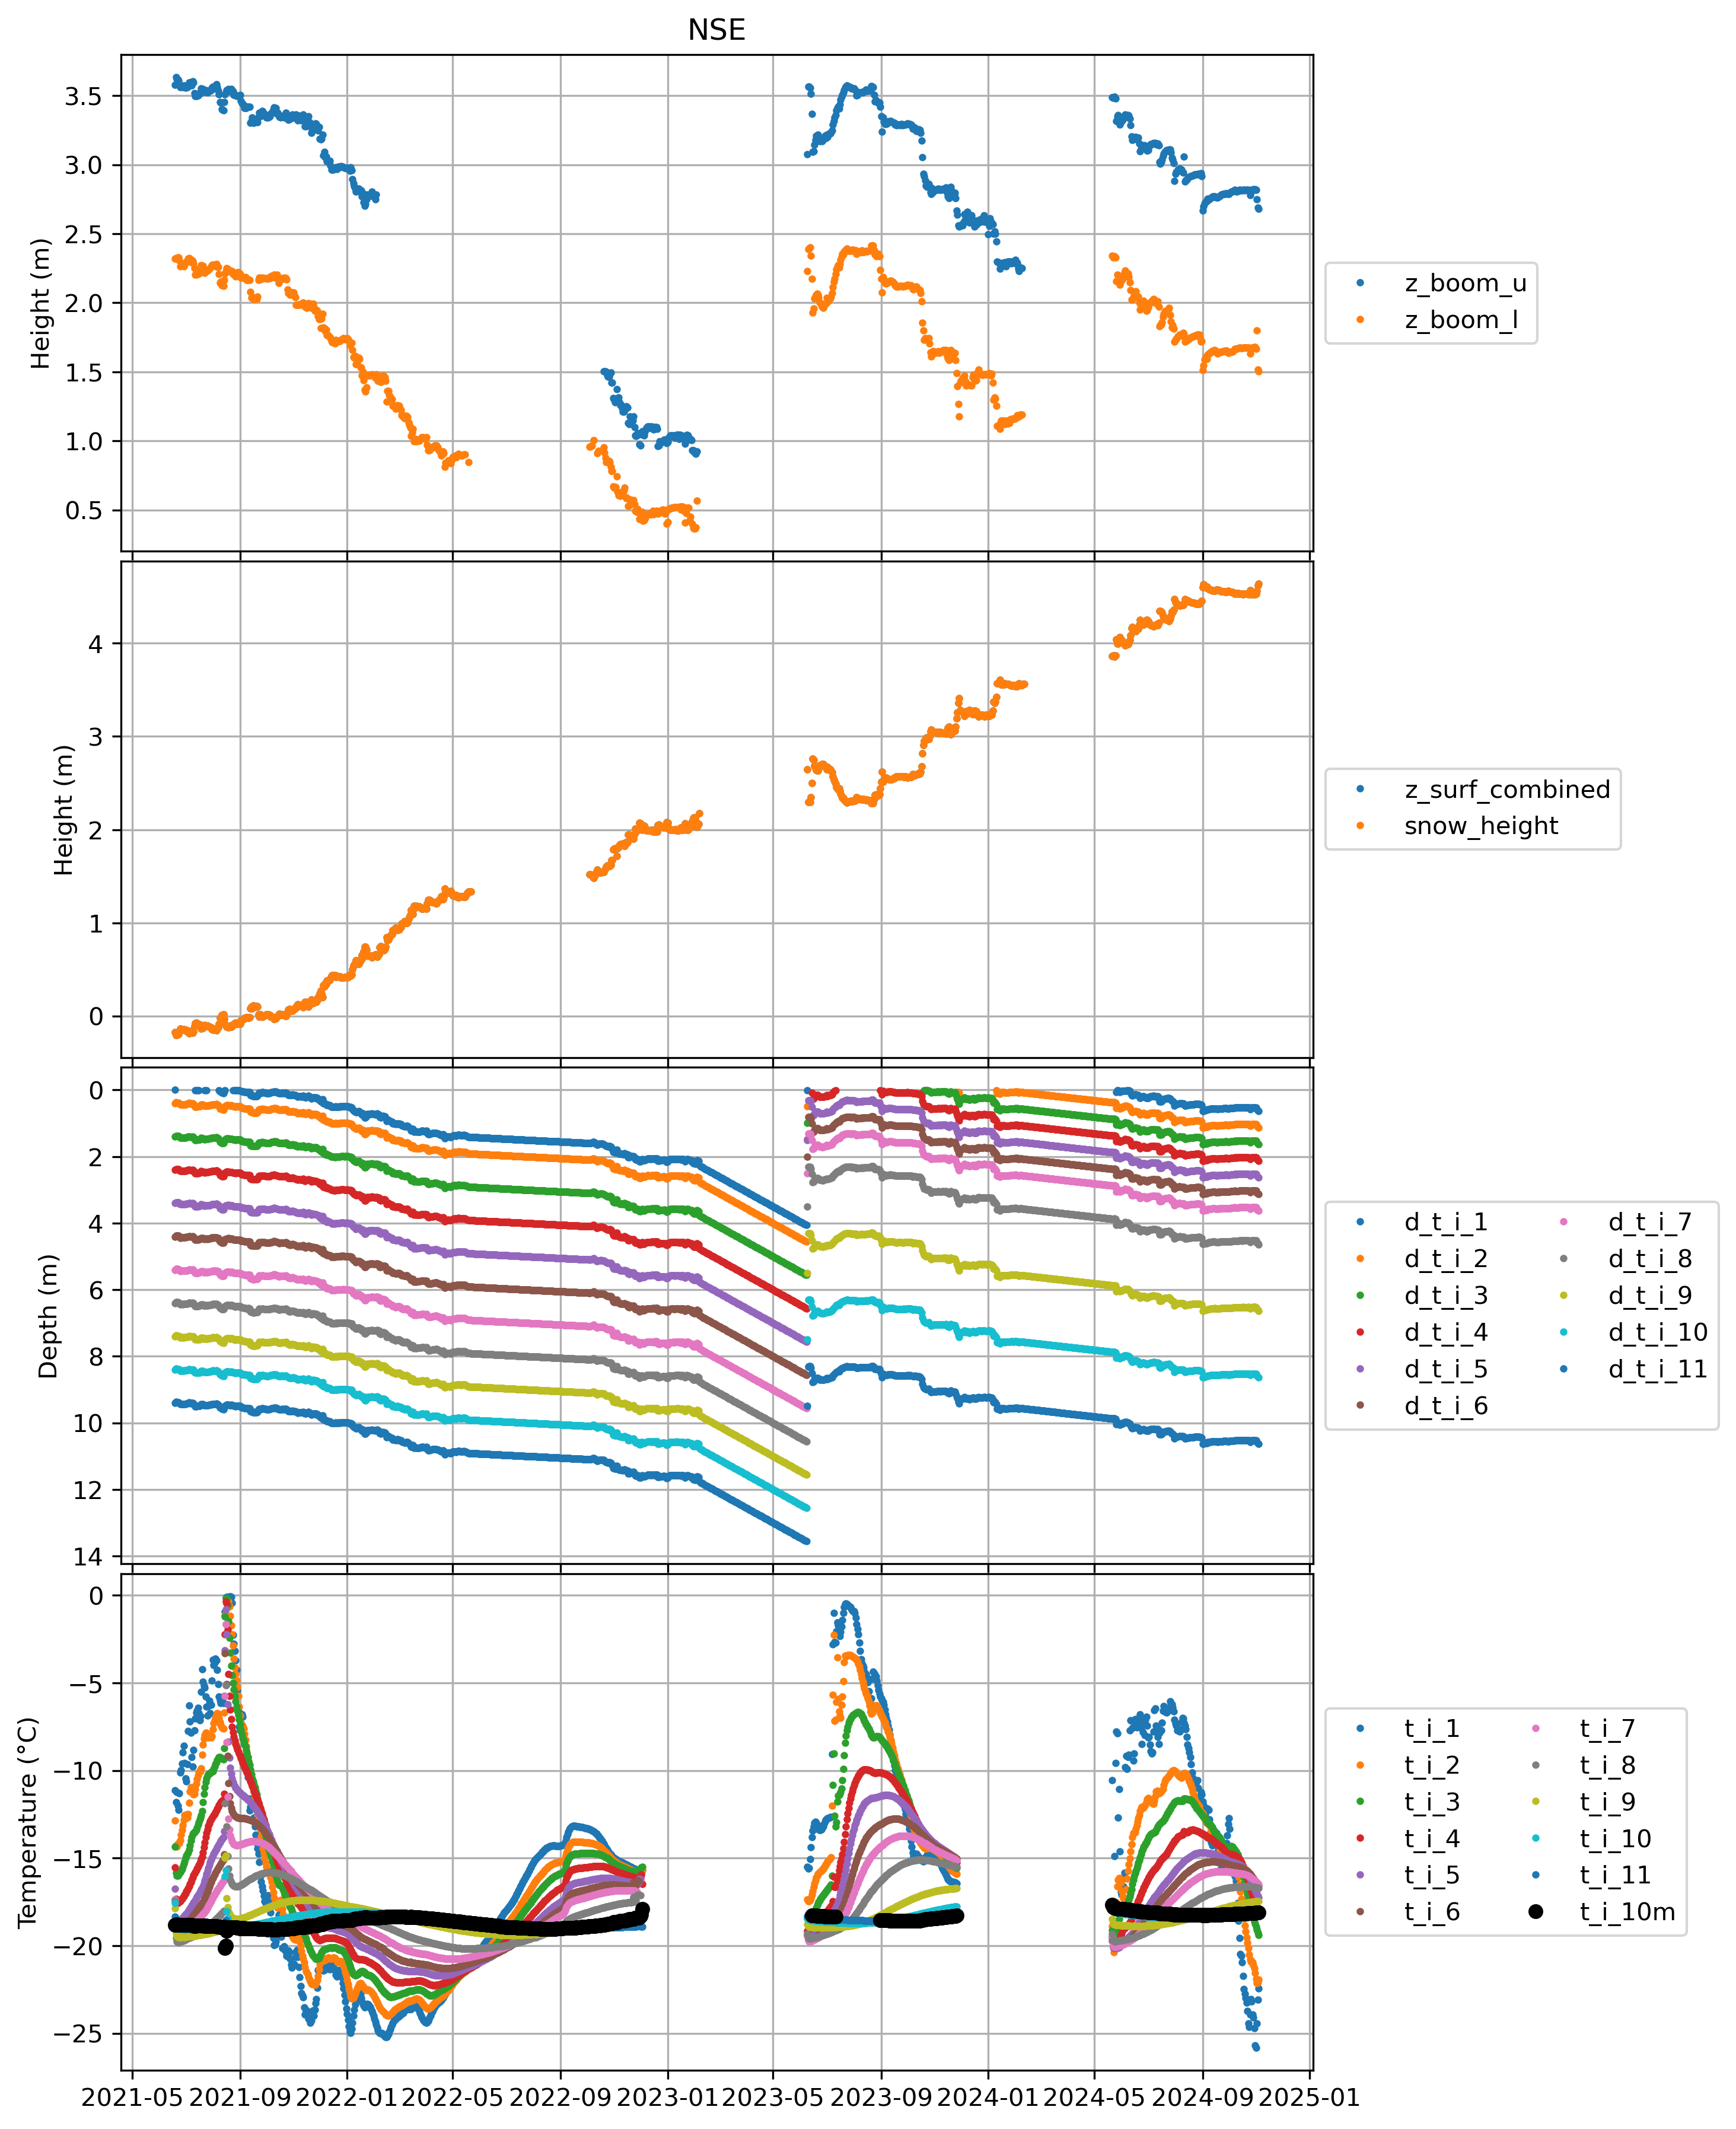 NSE
3.5
3.0
2.5
2.0
1.5
1.0
0.5
Height (m)
z_boom_u
z_boom_l
4
3
2
1
0
Height (m)
z_surf_combined
snow_height
0
2
4
6
8
10
12
14
Depth (m)
d_t_i_1 d_t_i_7
d_t_i_2 d_t_i_8
d_t_i_3 d_t_i_9
d_t_i_4 d_t_i_10
d_t_i_5 d_t_i_11
d_t_i_6
0
−5
−10
−15
−20
−25
Temperature (°C)
t_i_1 t_i_7
t_i_2 t_i_8
t_i_3 t_i_9
t_i_4 t_i_10
t_i_5 t_i_11
t_i_6 t_i_10m
2021-05 2021-09 2022-01 2022-05 2022-09 2023-01 2023-05 2023-09 2024-01 2024-05 2024-09 2025-01